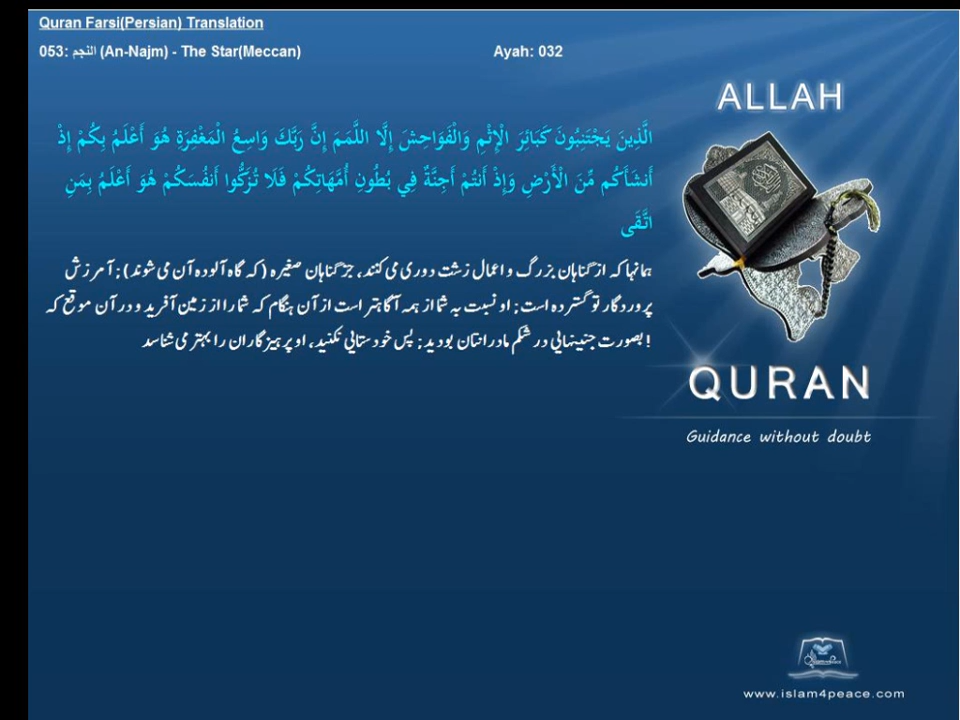 Quran Farsi(Persian) Translation
053: النجم (An-Najm) - The Star(Meccan) Ayah: 032
ALLAH
الَّذِينَ يَجْتَنِبُونَ كَبَائِرَ الْإِثْمِ وَالْفَوَاحِشَ إِلَّا اللَّمَمَ إِنَّ رَبَّكَ وَاسِعُ الْمَغْفِرَةِ هُوَ أَعْلَمُ بِكُمْ إِذْ
أَنشَأَكُم مِّنَ الْأَرْضِ وَإِذْ أَنتُمْ أَجِنَّةٌ فِي بُطُونِ أُمَّهَاتِكُمْ فَلَا تُزَكُّوا أَنفُسَكُمْ هُوَ أَعْلَمُ بِمَنِ
اتَّقَى
همانها که از گناهان بزرگ و اعمال زشت دوری می کنند، جز گناهان صغیره (که گاه آلوده آن می شوند)؛ آمرزش
پروردگار تو گسترده است؛ او نسبت به شما از همه آگاهتر است از آن هنگام که شما را از زمین آفرید و در آن موقع که
بصورت جنینهایی در شکم مادرانتان بودید؛ پس خودستایی نکنید، او پرهیزگاران را بهتر می شناسد!
QURAN
Guidance without doubt
www.islam4peace.com